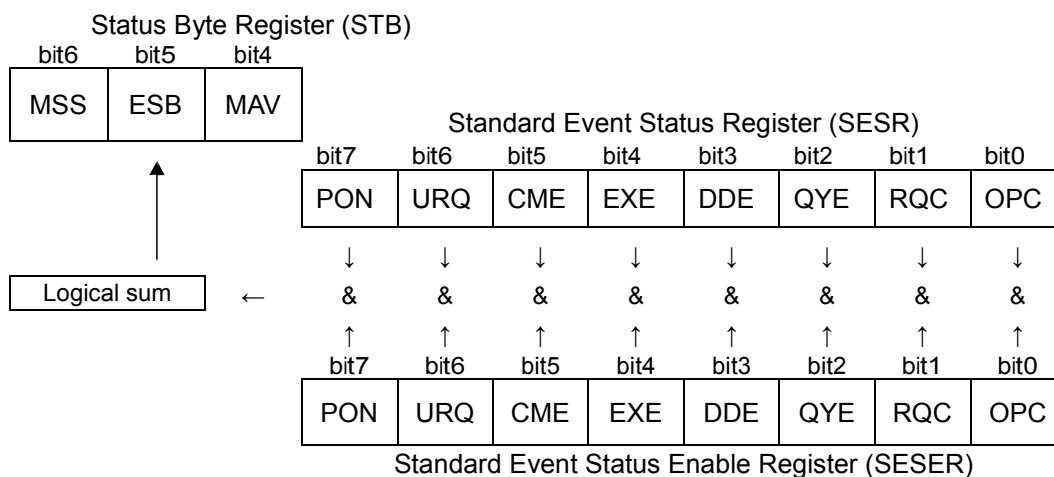 Status Byte Register (STB)
bit6 bit5 bit4
MSS ESB MAV
Standard Event Status Register (SESR)
bit7 bit6 bit5 bit4 bit3 bit2 bit1 bit0
PON URQ CME EXE DDE QYE RQC OPC
↓ ↓ ↓ ↓ ↓ ↓ ↓ ↓
Logical sum ← & & & & & & & &
↑ ↑ ↑ ↑ ↑ ↑ ↑ ↑
bit7 bit6 bit5 bit4 bit3 bit2 bit1 bit0
PON URQ CME EXE DDE QYE RQC OPC
Standard Event Status Enable Register (SESER)